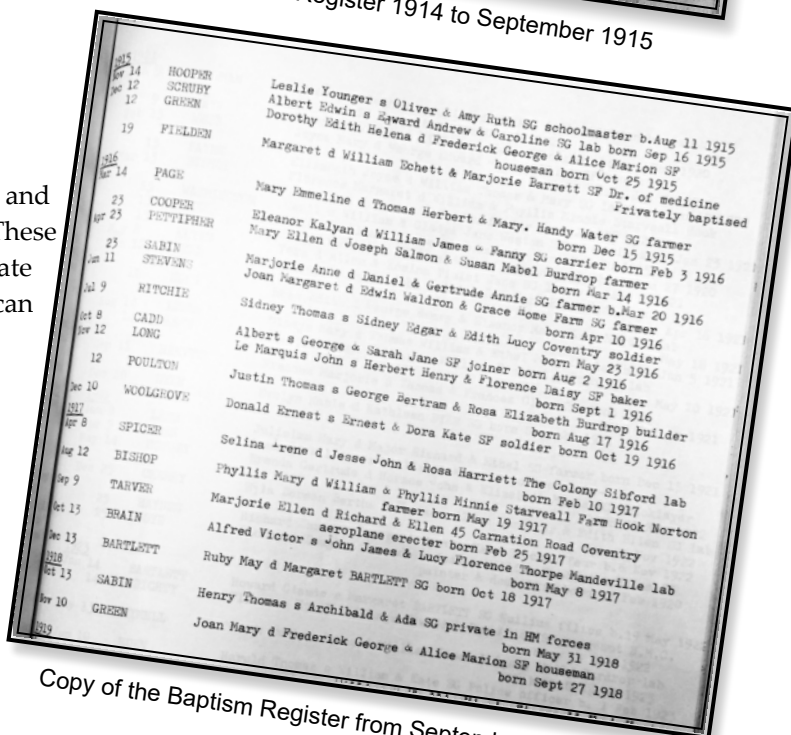 Register 1914 to September 1915
and
These
ate
can
1915
Nov 14 HOOPER Leslie Younger s Oliver & Amy Ruth SG schoolmaster b.Aug 11 1915
Dec 12 SCRUBY Albert Edwin s Edward Andrew & Caroline SG lab born Sep 16 1915
12 GREEN Dorothy Edith Helena d Frederick George & Alice Marion SF
houseman born Oct 25 1915
19 FIELDEN Margaret d William Echett & Marjorie Barrett SF Dr. of medicine
Privately baptised
1916
Mar 14 PAGE Mary Emmeline d Thomas Herbert & Mary. Handy Water SG farmer
born Dec 15 1915
23 COOPER Eleanor Kalyan d William James & Fanny SG carrier born Feb 3 1916
Apr 23 PETTIPHER Mary Ellen d Joseph Salmon & Susan Mabel Burdrop farmer
born Mar 14 1916
23 SABIN Marjorie Anne d Daniel & Gertrude Annie SG farmer b.Mar 20 1916
Jun 11 STEVENS Joan Margaret d Edwin Waldron & Grace Home Farm SG farmer
born Apr 10 1916
Jul 9 RITCHIE Sidney Thomas s Sidney Edgar & Edith Lucy Coventry soldier
born May 23 1916
Oct 8 CADD Albert s George & Sarah Jane SF joiner born Aug 2 1916
Nov 12 LONG Le Marquis John s Herbert Henry & Florence Daisy SF baker
born Sept 1 1916
12 POULTON Justin Thomas s George Bertram & Rosa Elizabeth Burdrop builder
born Aug 17 1916
Dec 10 WOOLGROVE Donald Ernest s Ernest & Dora Kate SF soldier born Oct 19 1916
1917
Apr 8 SPICER Selina Irene d Jesse John & Rosa Harriett The Colony Sibford lab
born Feb 10 1917
Aug 12 BISHOP Phyllis Mary d William & Phyllis Minnie Starveall Farm Hook Norton
farmer born May 19 1917
Sep 9 TARVER Marjorie Ellen d Richard & Ellen 45 Carnation Road Coventry
aeroplane erecter born Feb 25 1917
Oct 13 BRAIN Alfred Victor s John James & Lucy Florence Thorpe Mandeville lab
born May 8 1917
Dec 13 BARTLETT Ruby May d Margaret BARTLETT SG born Oct 18 1917
1918
Oct 13 SABIN Henry Thomas s Archibald & Ada SG private in HM forces
born May 31 1918
Nov 10 GREEN Joan Mary d Frederick George & Alice Marion SF houseman
born Sept 27 1918
1919
Copy of the Baptism Register from